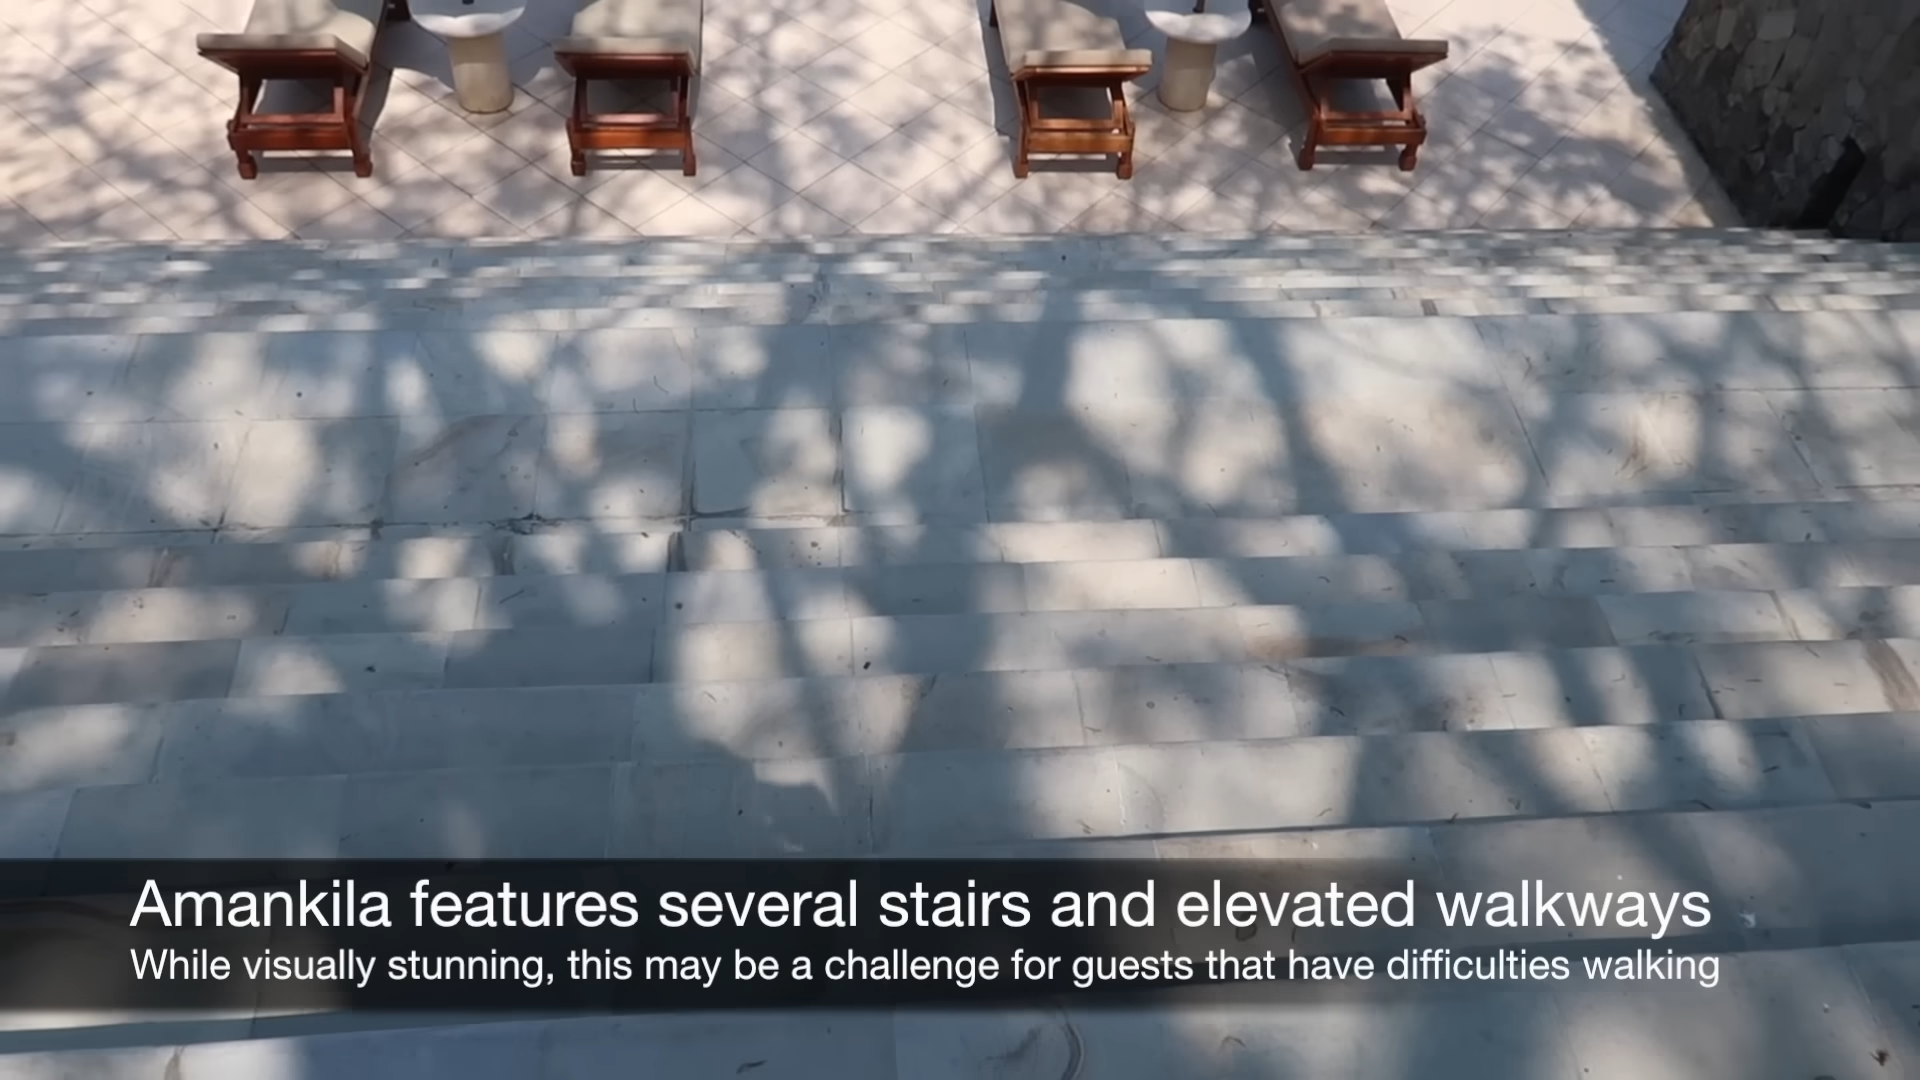 Amankila features several stairs and elevated walkways
While visually stunning, this may be a challenge for guests that have difficulties walking